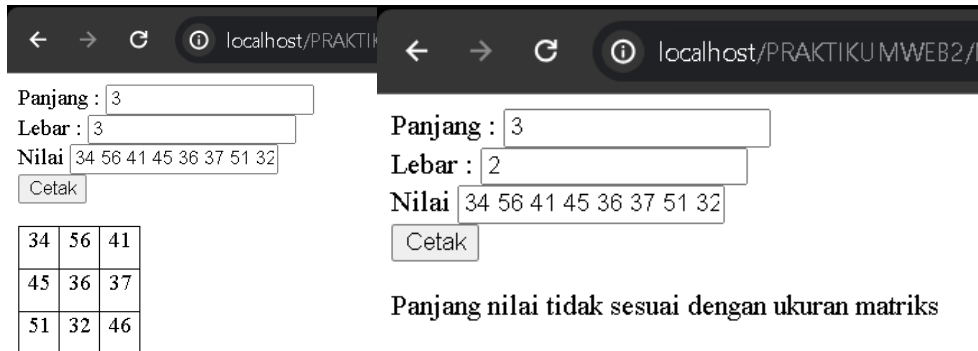 localhost/PRAKTIK
Panjang : 3
Lebar : 3
Nilai 34 56 41 45 36 37 51 32
Cetak
34 56 41
45 36 37
51 32 46
localhost/PRAKTIKUMWEB2/
Panjang : 3
Lebar : 2
Nilai 34 56 41 45 36 37 51 32
Cetak
Panjang nilai tidak sesuai dengan ukuran matriks